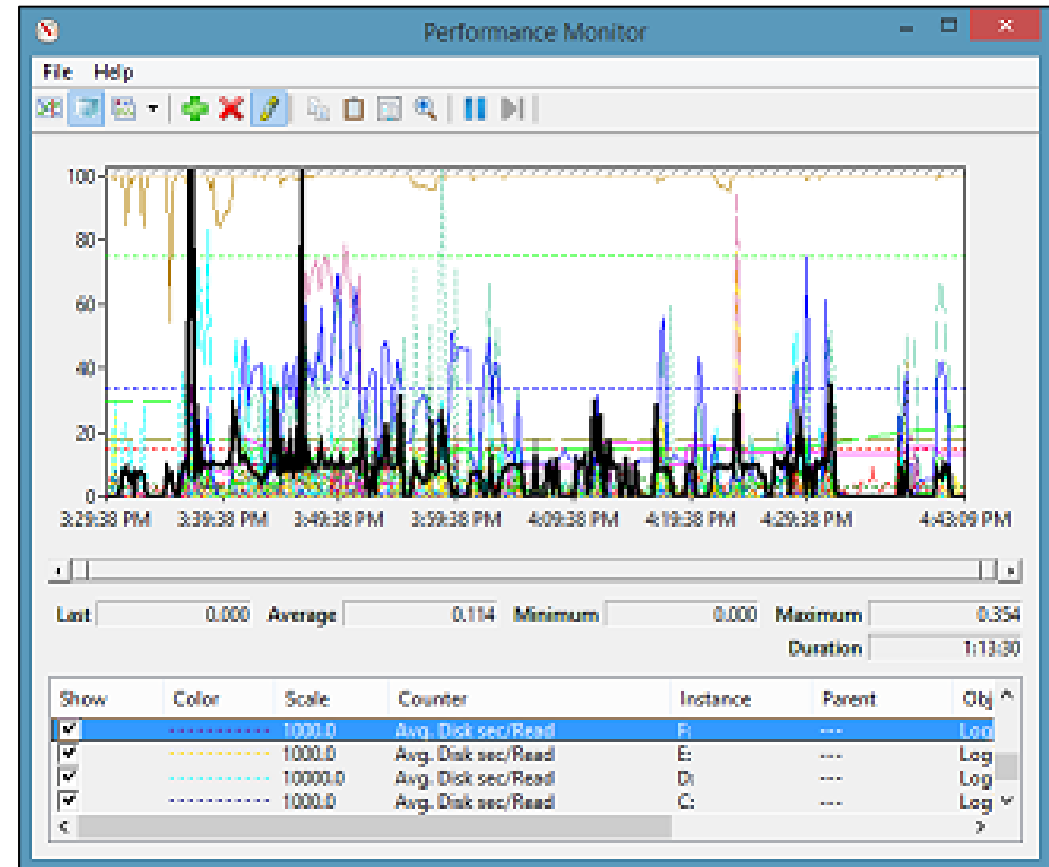 Performance Monitor
File Help
100
80
60
40
20
0
3:29:38 PM 3:39:38 PM 3:49:38 PM 3:59:38 PM 4:09:38 PM 4:19:38 PM 4:29:38 PM 4:43:09 PM
Last 0.000 Average 0.114 Minimum 0.000 Maximum 0.354
Duration 1:13:30
Show Color Scale Counter Instance Parent Obj
1000.0 Avg. Disk sec/Read F: --- Log
1000.0 Avg. Disk sec/Read E: --- Log
10000.0 Avg. Disk sec/Read D: --- Log
1000.0 Avg. Disk sec/Read C: --- Log